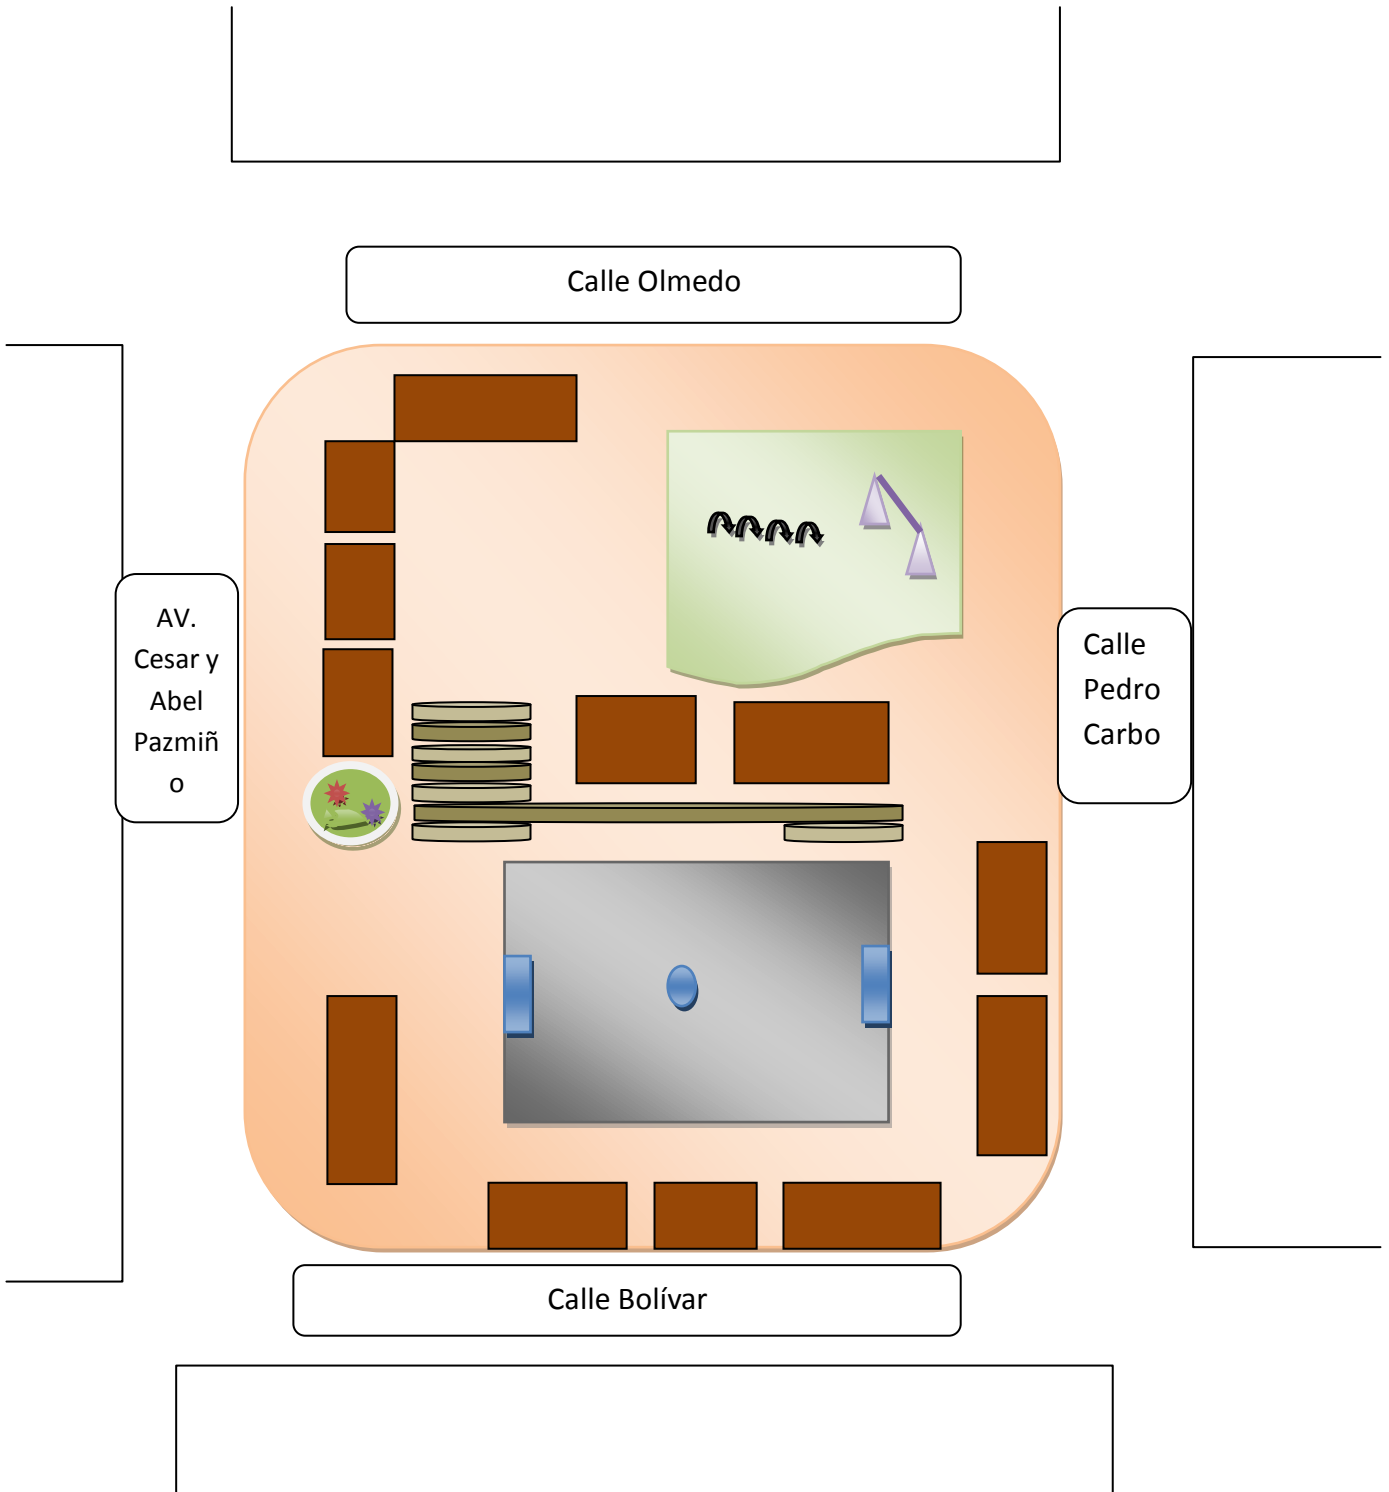 Calle Olmedo
AV.
Cesar y
Abel
Pazmiñ
o
Calle
Pedro
Carbo
Calle Bolívar